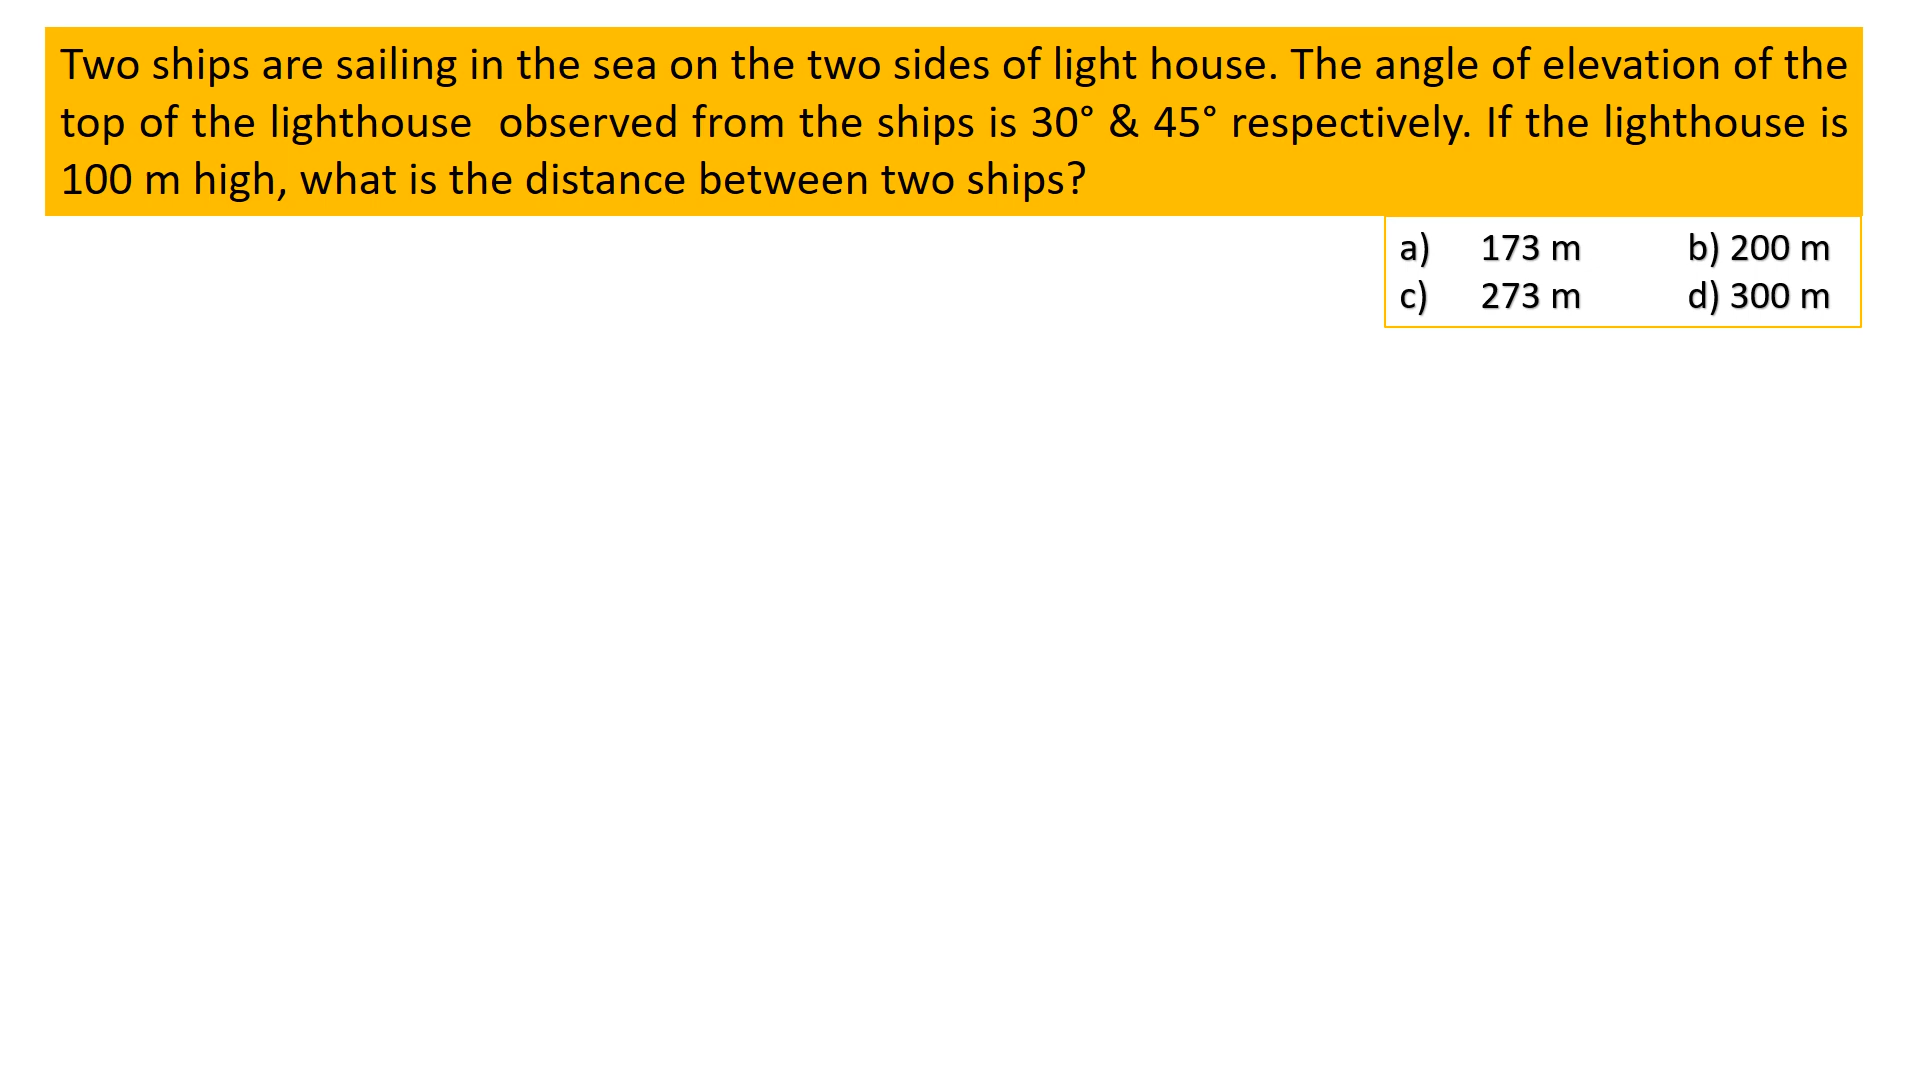 Two ships are sailing in the sea on the two sides of light house. The angle of elevation of the
top of the lighthouse  observed from the ships is 30° & 45° respectively. If the lighthouse is
100 m high, what is the distance between two ships?
a) 173 m b) 200 m
c) 273 m d) 300 m